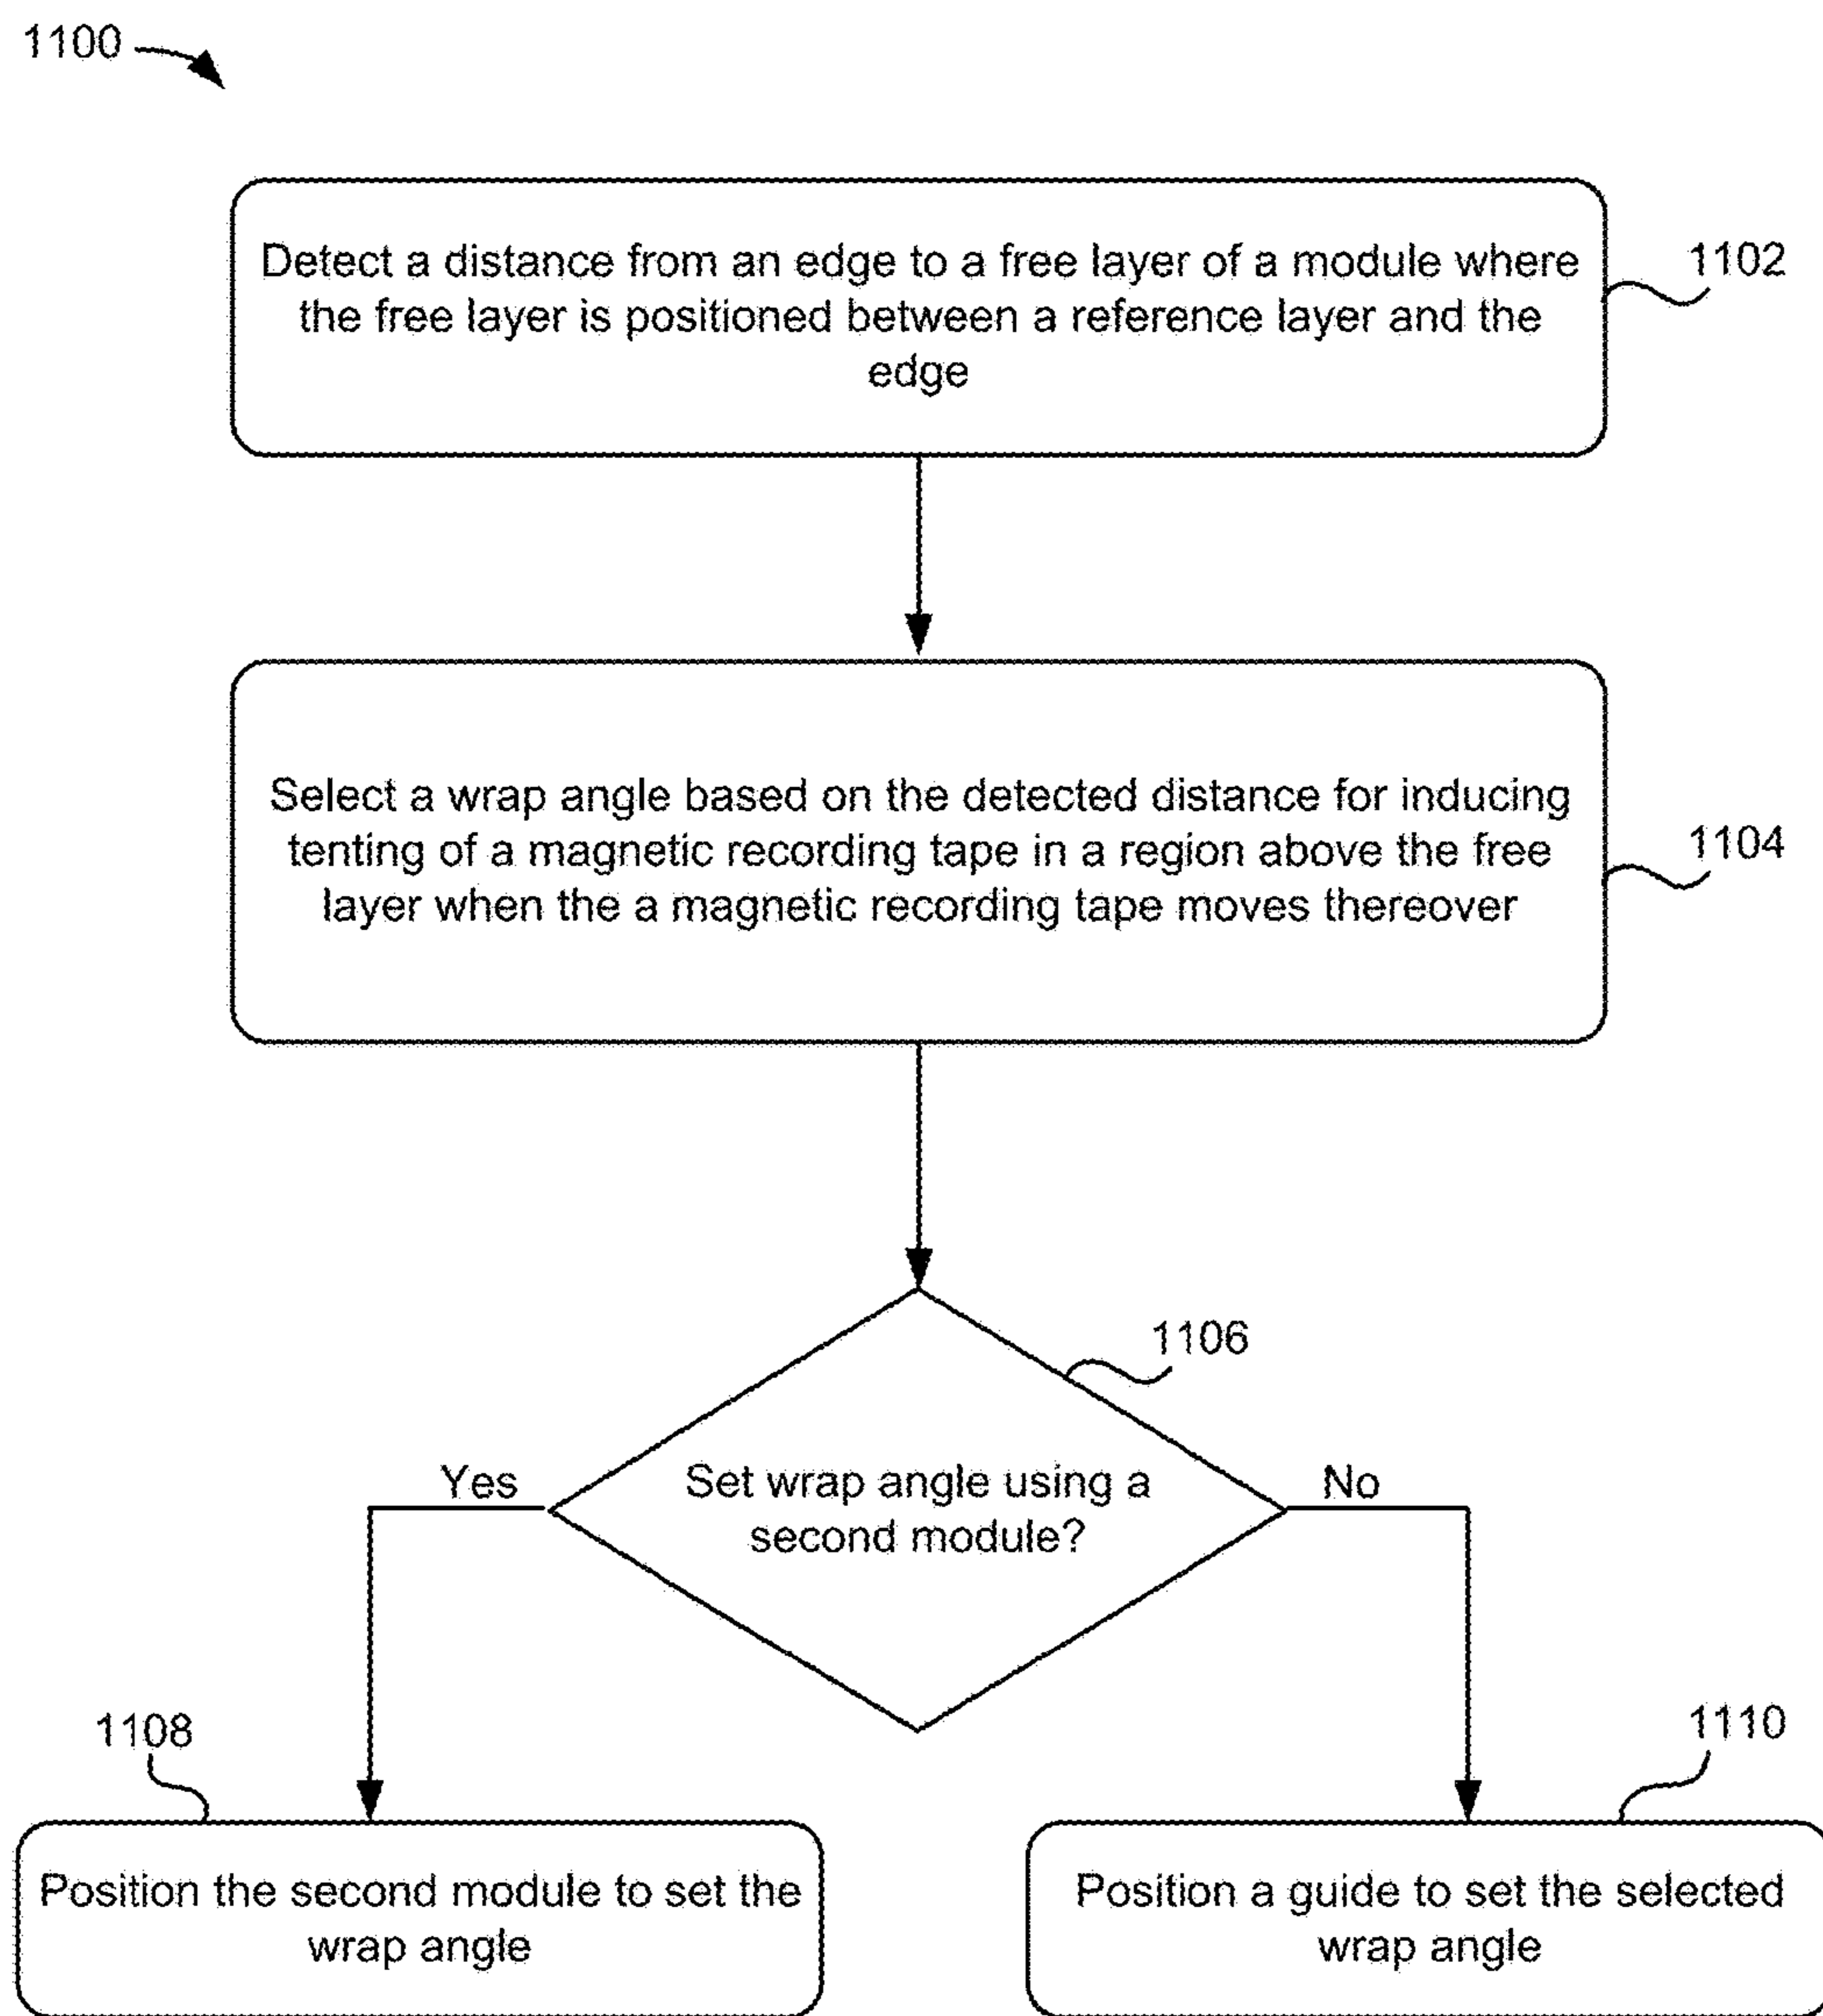 1100
Detect a distance from an edge to a free layer of a module where
the free layer is positioned between a reference layer and the
edge
1102
Select a wrap angle based on the detected distance for inducing
tenting of a magnetic recording tape in a region above the free
layer when the a magnetic recording tape moves thereover
1104
1106
Yes
Set wrap angle using a
second module?
No
1108
1110
Position the second module to set the
wrap angle
Position a guide to set the selected
wrap angle